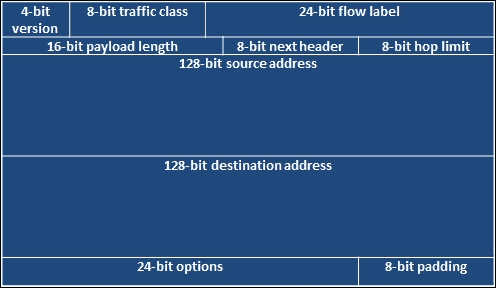 4-bit version
8-bit traffic class
24-bit flow label
16-bit payload length
8-bit next header
8-bit hop limit
128-bit source address
128-bit destination address
24-bit options
8-bit padding